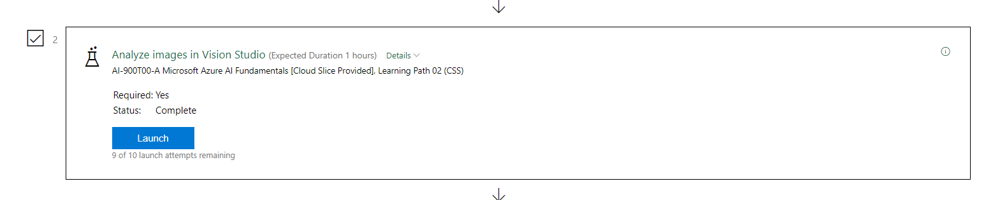 2
Analyze images in Vision Studio (Expected Duration 1 hours) Details
AI-900T00-A Microsoft Azure AI Fundamentals [Cloud Slice Provided], Learning Path 02 (CSS)
Required: Yes
Status: Complete
Launch
9 of 10 launch attempts remaining